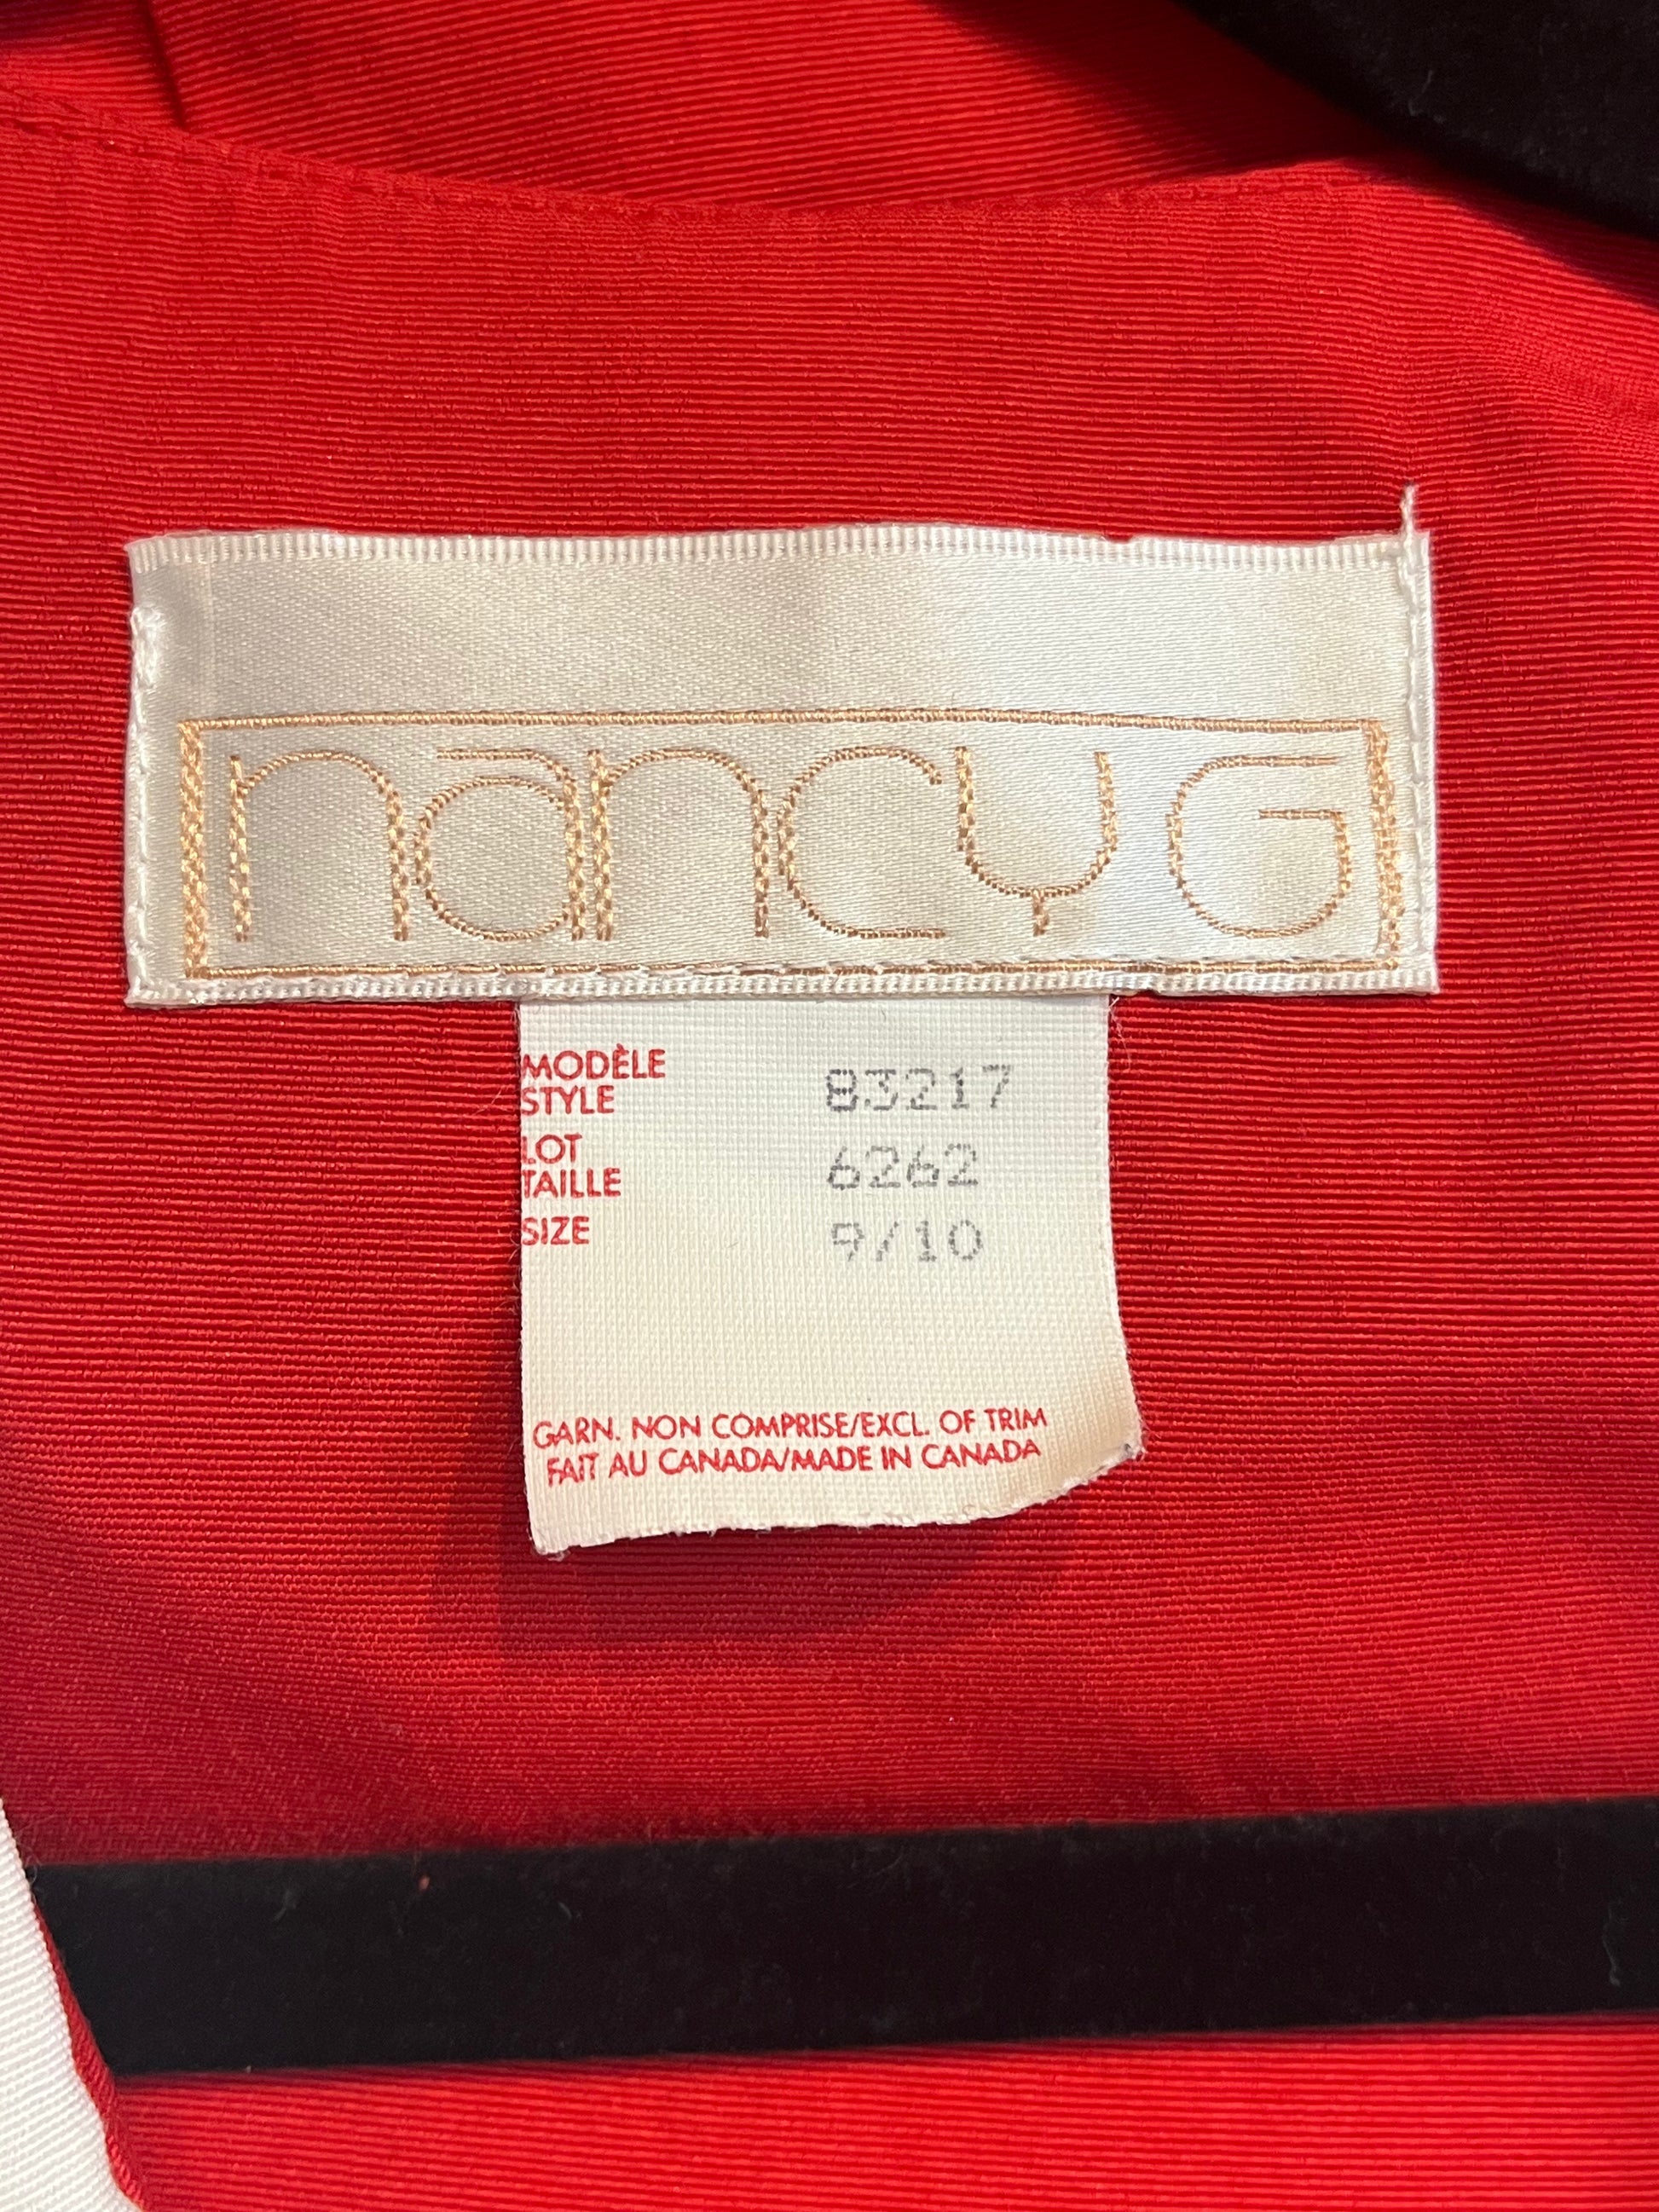 nancy G
MODÈLE
STYLE 83217
LOT 6262
TAILLE
SIZE 9/10
GARN. NON COMPRISE/EXCL. OF TRIM
FAIT AU CANADA/MADE IN CANADA